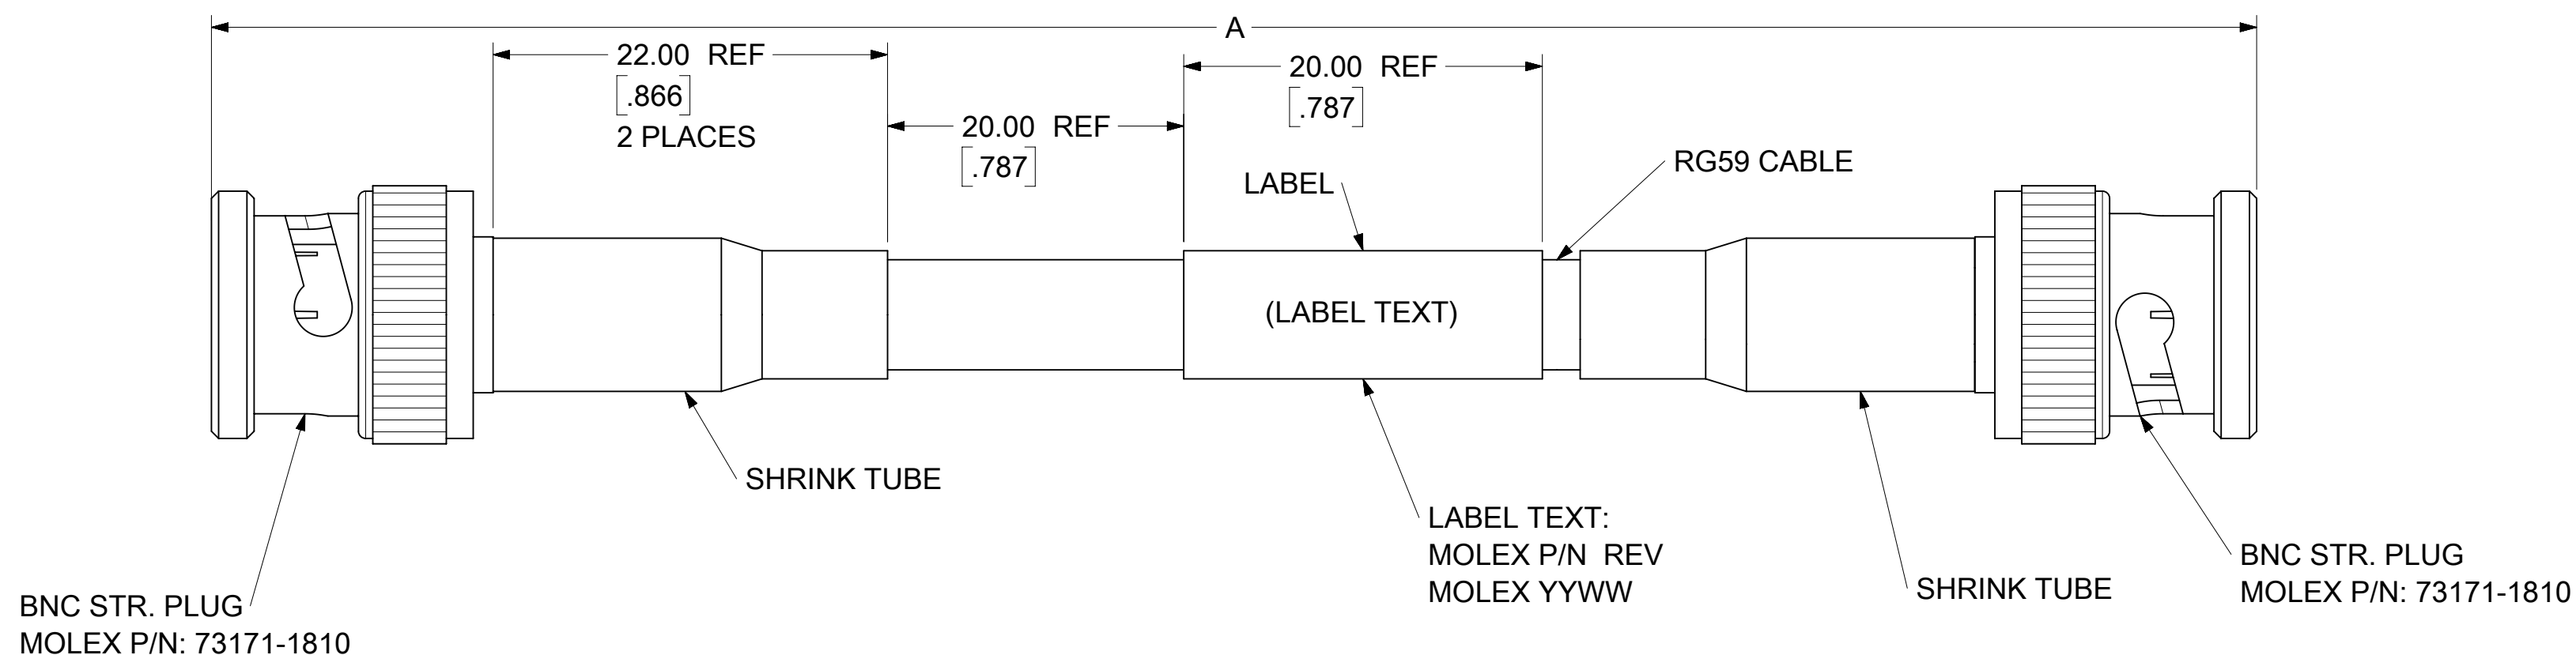 A
22.00 REF
[.866]
2 PLACES
20.00 REF
[.787]
20.00 REF
[.787]
LABEL
RG59 CABLE
(LABEL TEXT)
SHRINK TUBE
LABEL TEXT:
MOLEX P/N REV
MOLEX YYWW
SHRINK TUBE
BNC STR. PLUG
MOLEX P/N: 73171-1810
BNC STR. PLUG
MOLEX P/N: 73171-1810